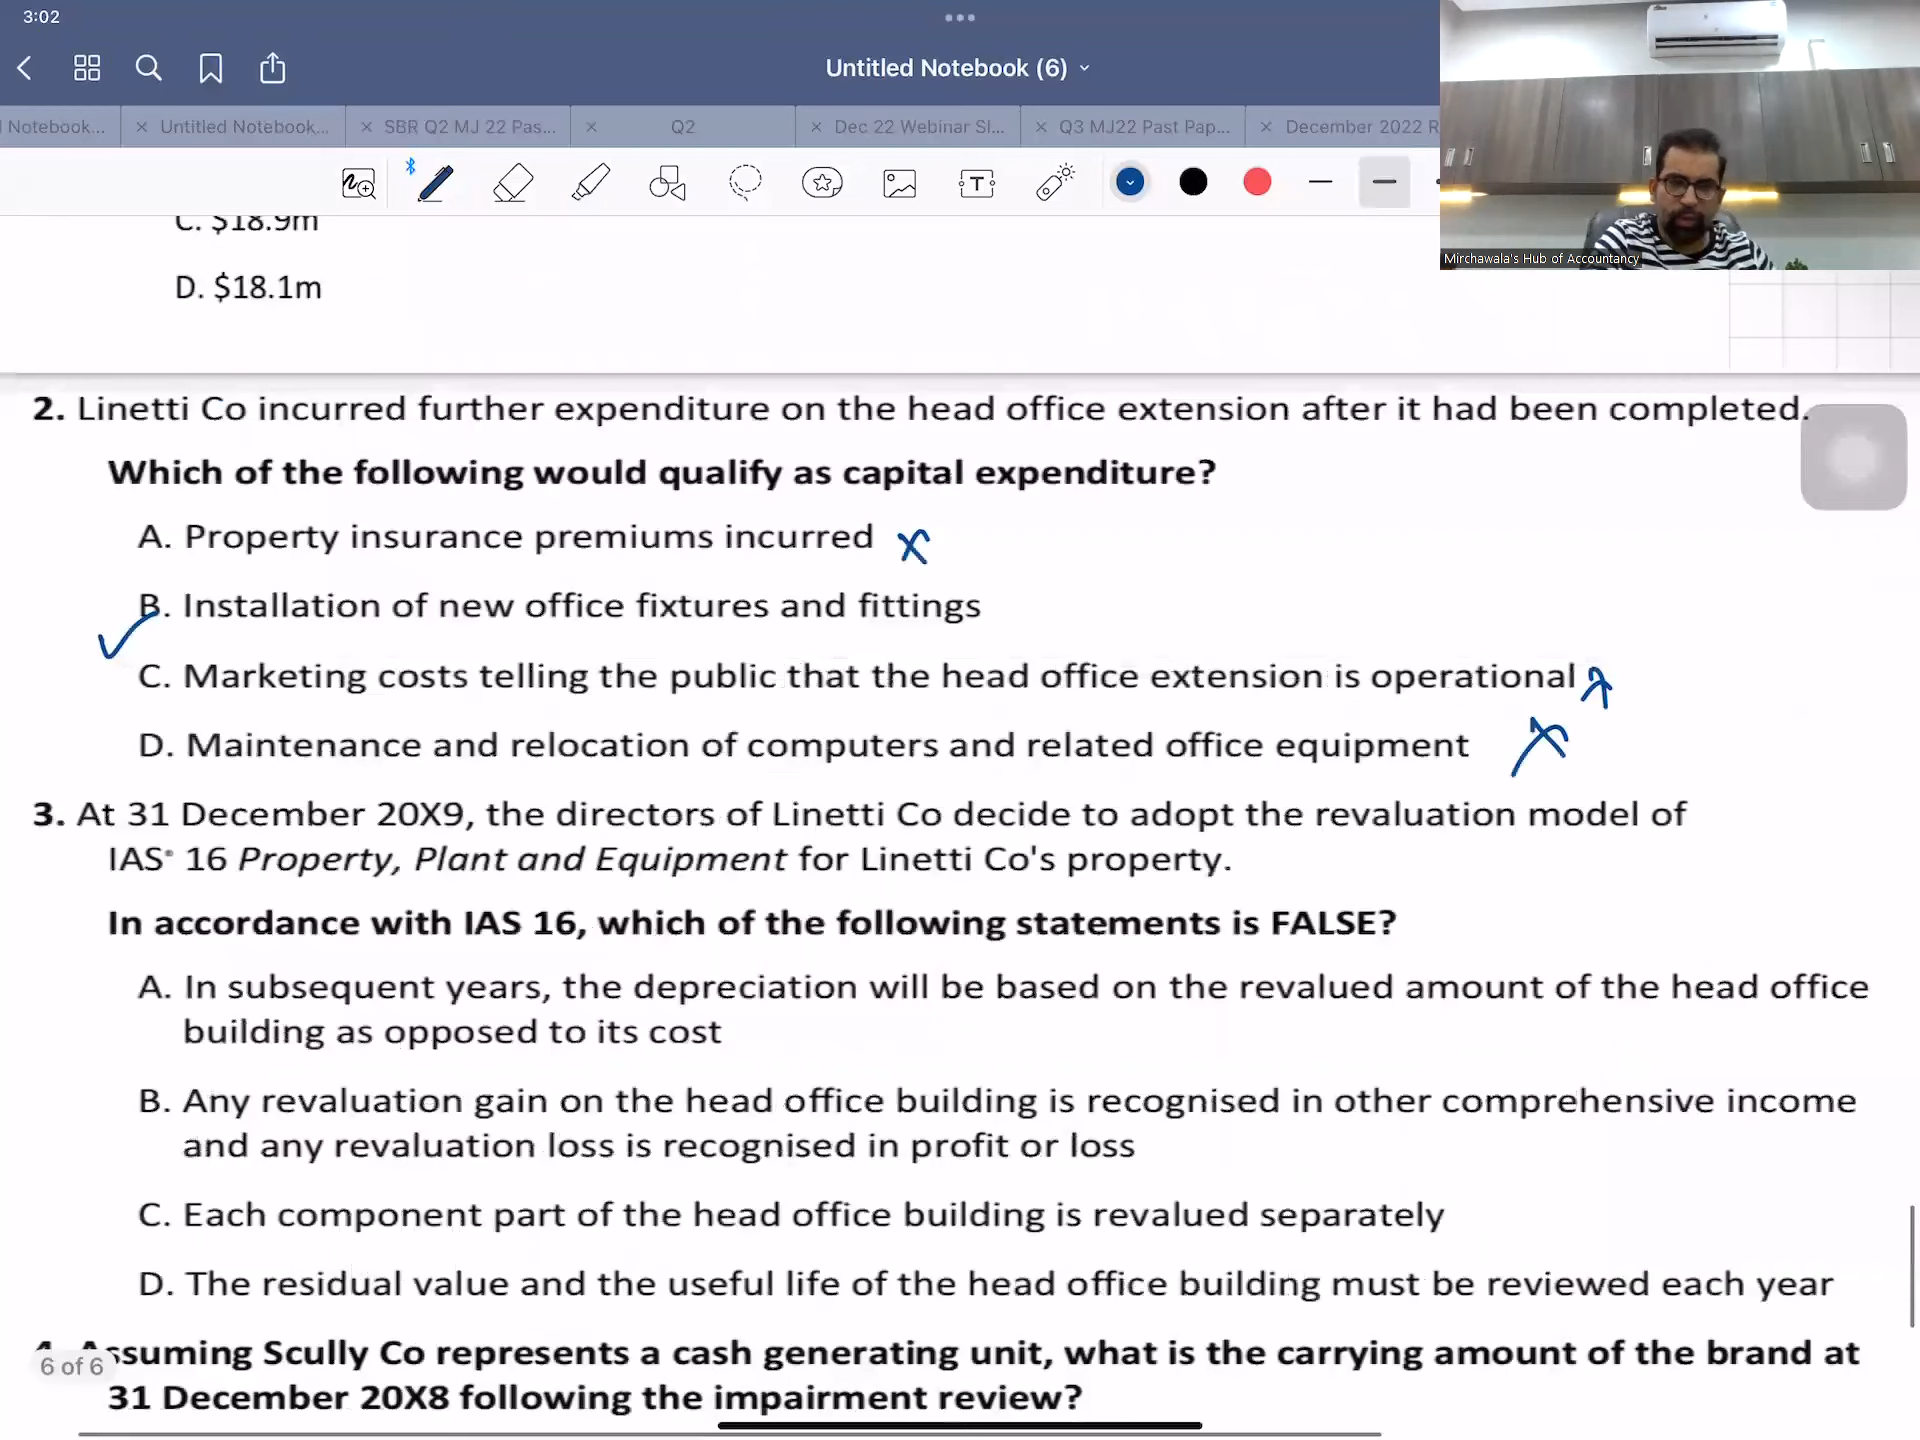 3:02
Untitled Notebook (6)
Notebook...
Untitled Notebook...
SBR Q2 MJ 22 Pas...
Q2
Dec 22 Webinar Sl...
Q3 MJ22 Past Pap...
December 2022 R
Mirchawala's Hub of Accountancy
C. $18.9m
D. $18.1m
2. Linetti Co incurred further expenditure on the head office extension after it had been completed.
Which of the following would qualify as capital expenditure?
A. Property insurance premiums incurred
B. Installation of new office fixtures and fittings
C. Marketing costs telling the public that the head office extension is operational
D. Maintenance and relocation of computers and related office equipment
3. At 31 December 20X9, the directors of Linetti Co decide to adopt the revaluation model of
IAS® 16 Property, Plant and Equipment for Linetti Co's property.
In accordance with IAS 16, which of the following statements is FALSE?
A. In subsequent years, the depreciation will be based on the revalued amount of the head office
building as opposed to its cost
B. Any revaluation gain on the head office building is recognised in other comprehensive income
and any revaluation loss is recognised in profit or loss
C. Each component part of the head office building is revalued separately
D. The residual value and the useful life of the head office building must be reviewed each year
4. Assuming Scully Co represents a cash generating unit, what is the carrying amount of the brand at
6 of 6
31 December 20X8 following the impairment review?